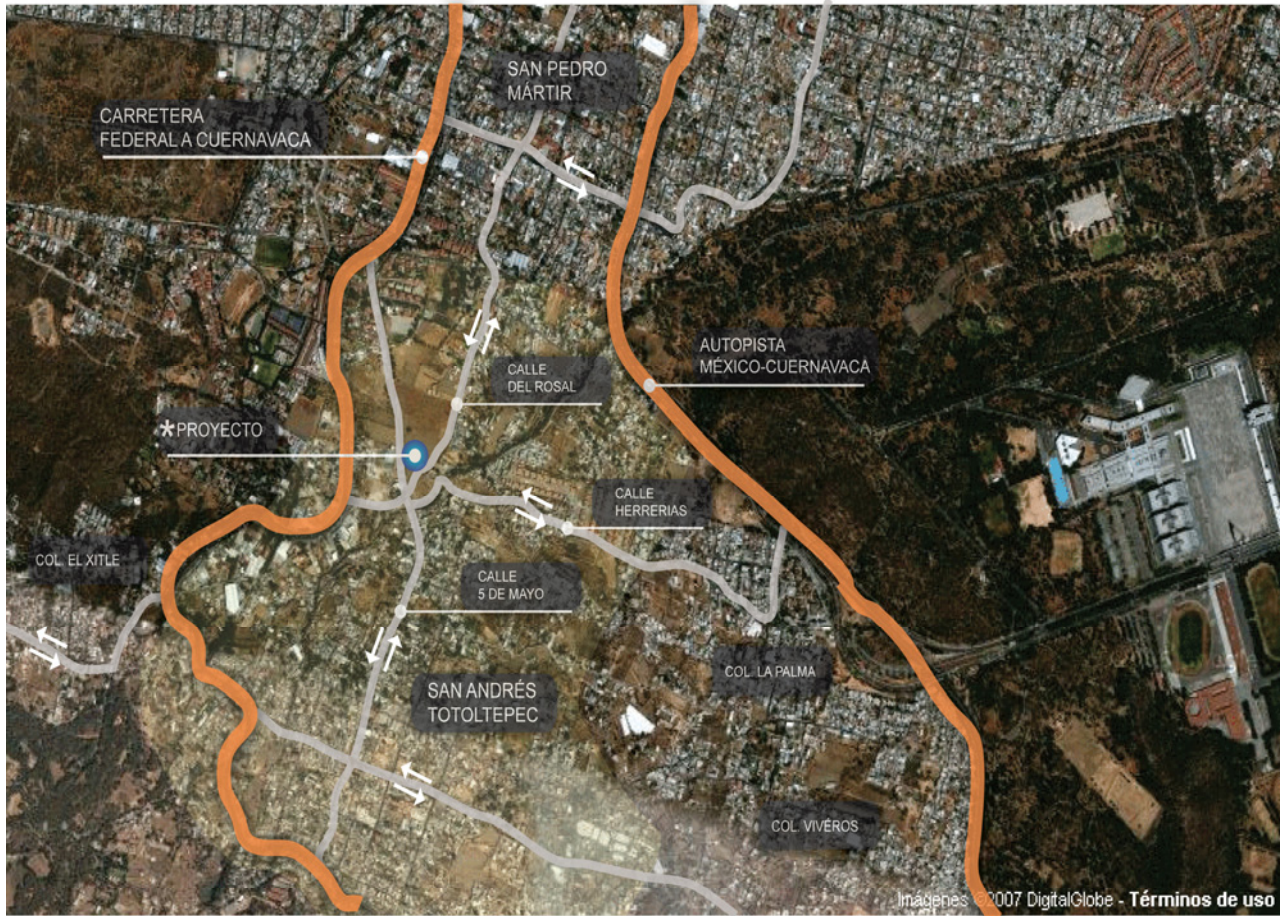 SAN PEDRO
MÁRTIR
CARRETERA
FEDERAL A CUERNAVACA
AUTOPISTA
MÉXICO-CUERNAVACA
CALLE
DEL ROSAL
*PROYECTO
CALLE
HERRERIAS
COL. EL XITLE
CALLE
5 DE MAYO
COL. LA PALMA
SAN ANDRÉS
TOTOLTEPEC
COL. VIVEROS
Imágenes ©2007 DigitalGlobe - Términos de uso